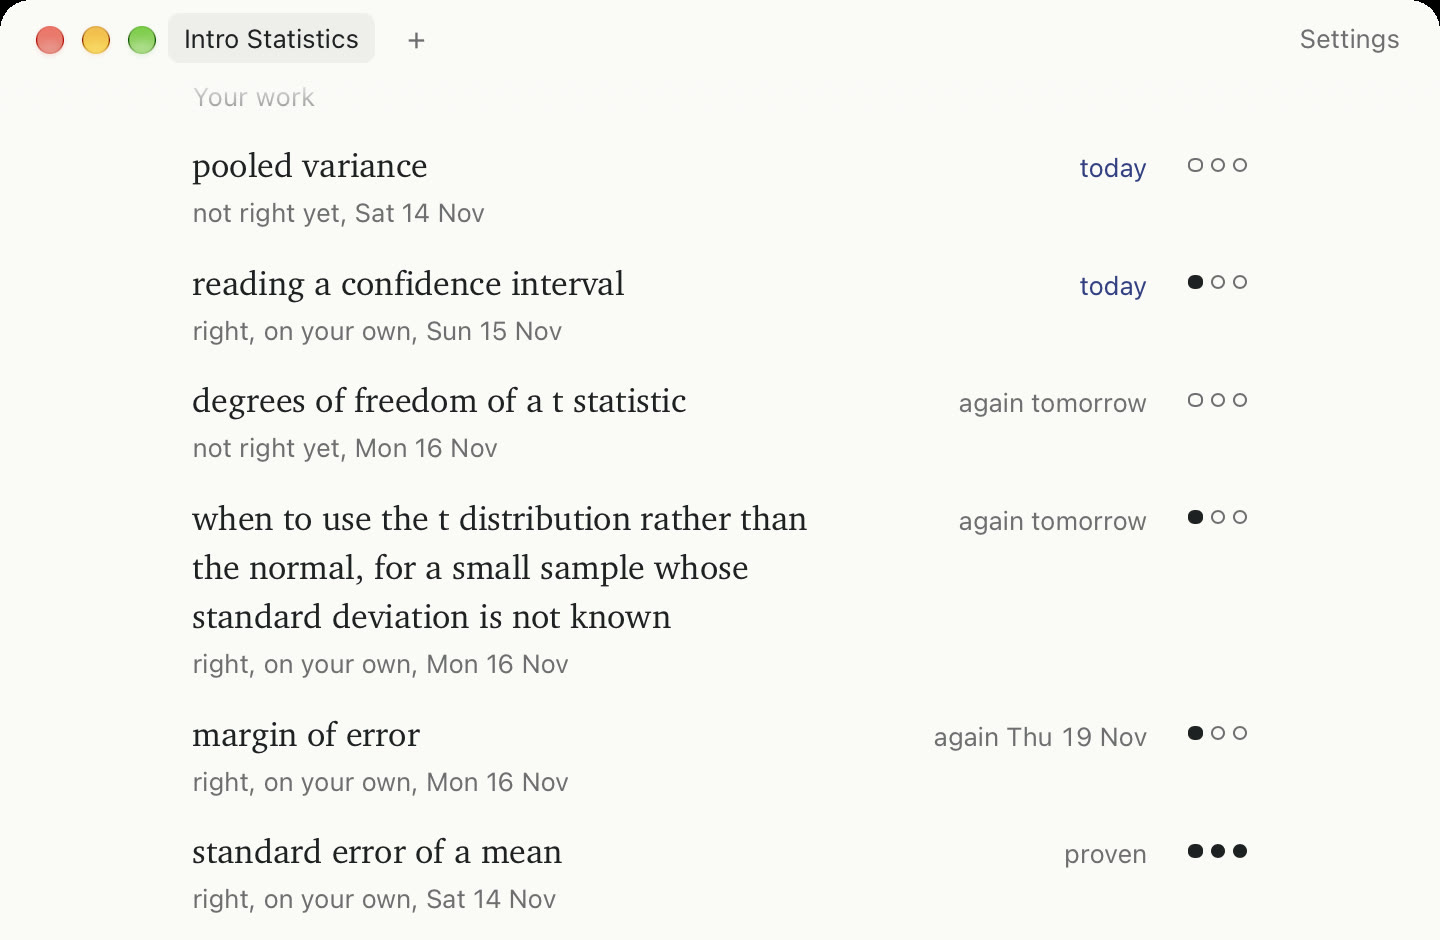 Intro Statistics + Settings
Your work
pooled variance today
not right yet, Sat 14 Nov
reading a confidence interval today
right, on your own, Sun 15 Nov
degrees of freedom of a t statistic again tomorrow
not right yet, Mon 16 Nov
when to use the t distribution rather than again tomorrow
the normal, for a small sample whose
standard deviation is not known
right, on your own, Mon 16 Nov
margin of error again Thu 19 Nov
right, on your own, Mon 16 Nov
standard error of a mean proven
right, on your own, Sat 14 Nov